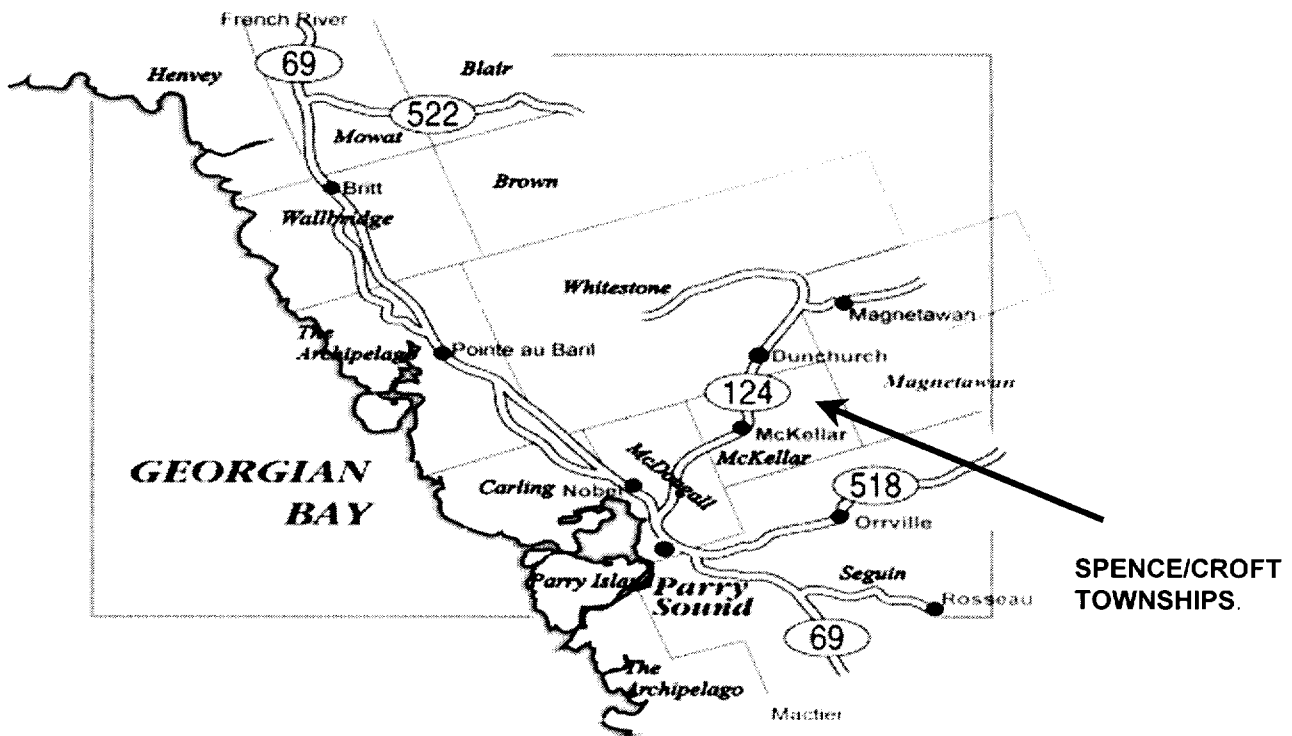 French River
69
Henvey
Blair
522
Mowat
Brown
Britt
Wallbridge
Whitestone
Magnetawan
The
Archipelago
Pointe au Baril
Dunchurch
Magnetawan
124
McKellar
McKellar
McDougall
GEORGIAN
BAY
Carling
Nobel
518
Orrville
Parry Island
Parry
Sound
Seguin
Rosseau
69
SPENCE/CROFT
TOWNSHIPS.
The
Archipelago
Mactier